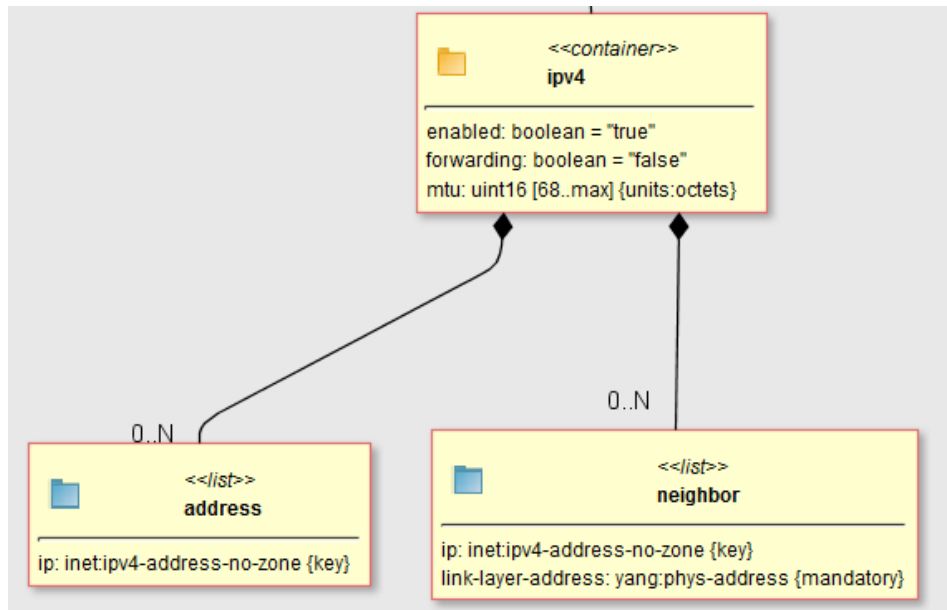 <<container>>
ipv4
enabled: boolean = "true"
forwarding: boolean = "false"
mtu: uint16 [68..max] {units:octets}
0..N
0..N
<<list>>
address
ip: inet:ipv4-address-no-zone {key}
<<list>>
neighbor
ip: inet:ipv4-address-no-zone {key}
link-layer-address: yang:phys-address {mandatory}